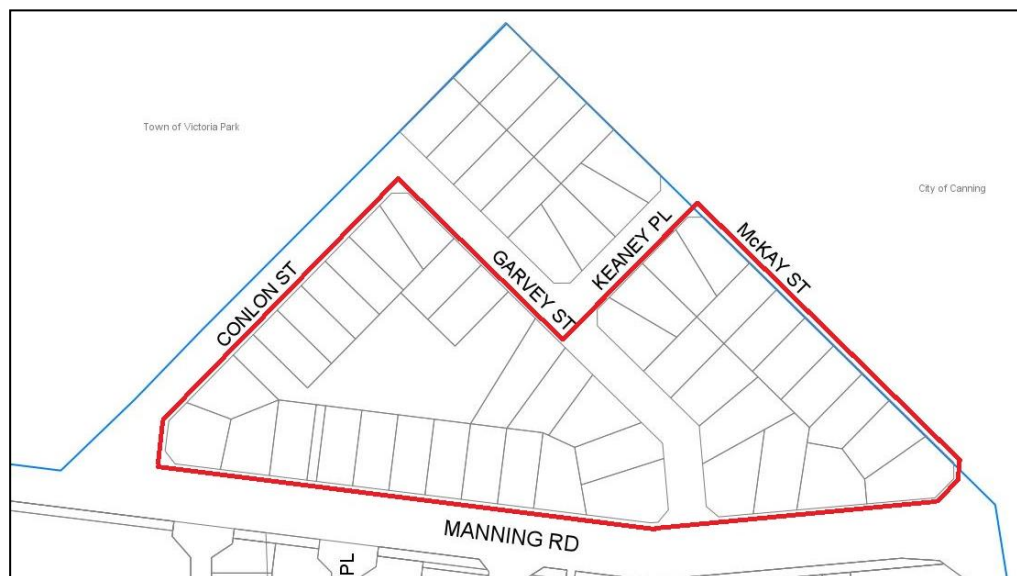 Town of Victoria Park
City of Canning
CONLON ST
GARVEY ST
KEANEY PL
McKAY ST
MANNING RD
PL